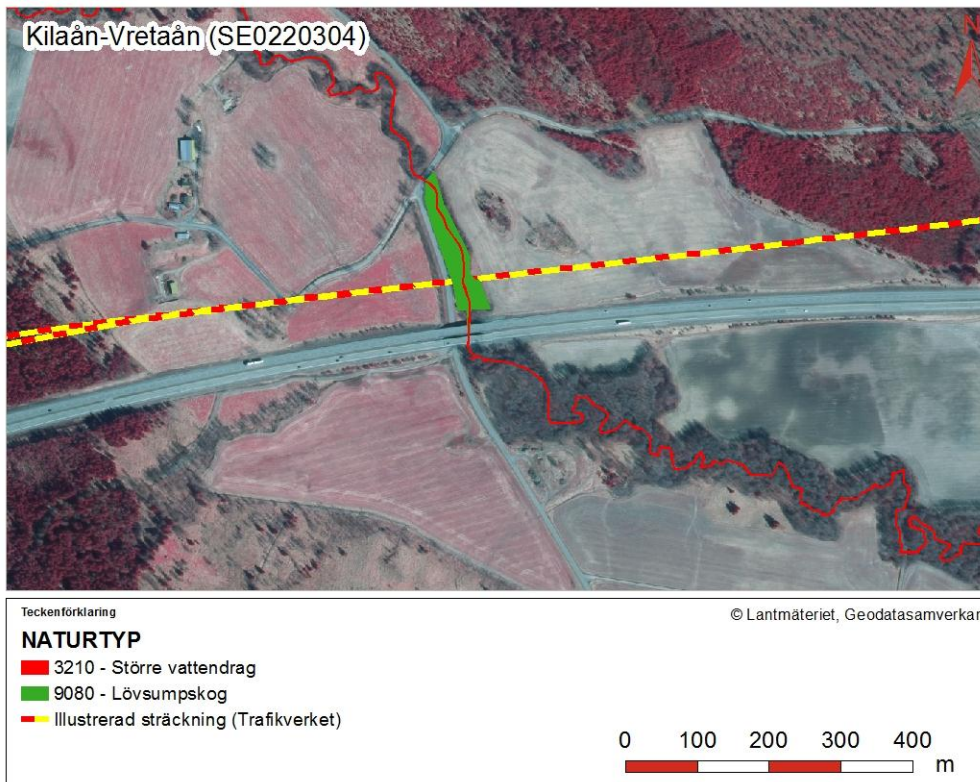 Kilaån-Vretaån (SE0220304)
N
Teckenförklaring
© Lantmäteriet, Geodatasamverkan
NATURTYP
3210 - Större vattendrag
9080 - Lövsumpskog
Illustrerad sträckning (Trafikverket)
0 100 200 300 400
m